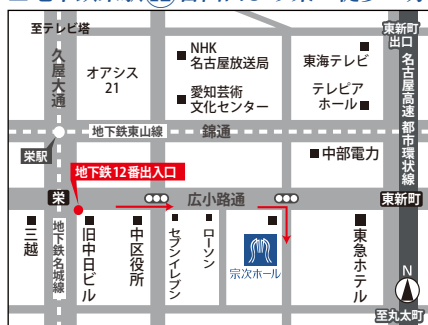 至テレビ塔
久屋大通
オアシス
21
NHK
名古屋放送局
愛知芸術
文化センター
東海テレビ
テレピア
ホール
東新町
出口
名古屋高速 都市環状線
地下鉄東山線
錦通
栄駅
中部電力
地下鉄12番出入口
栄
広小路通
東新町
三越
地下鉄名城線
旧中日ビル
中区役所
セブンイレブン
ローソン
宗次ホール
東急ホテル
N
至丸太町